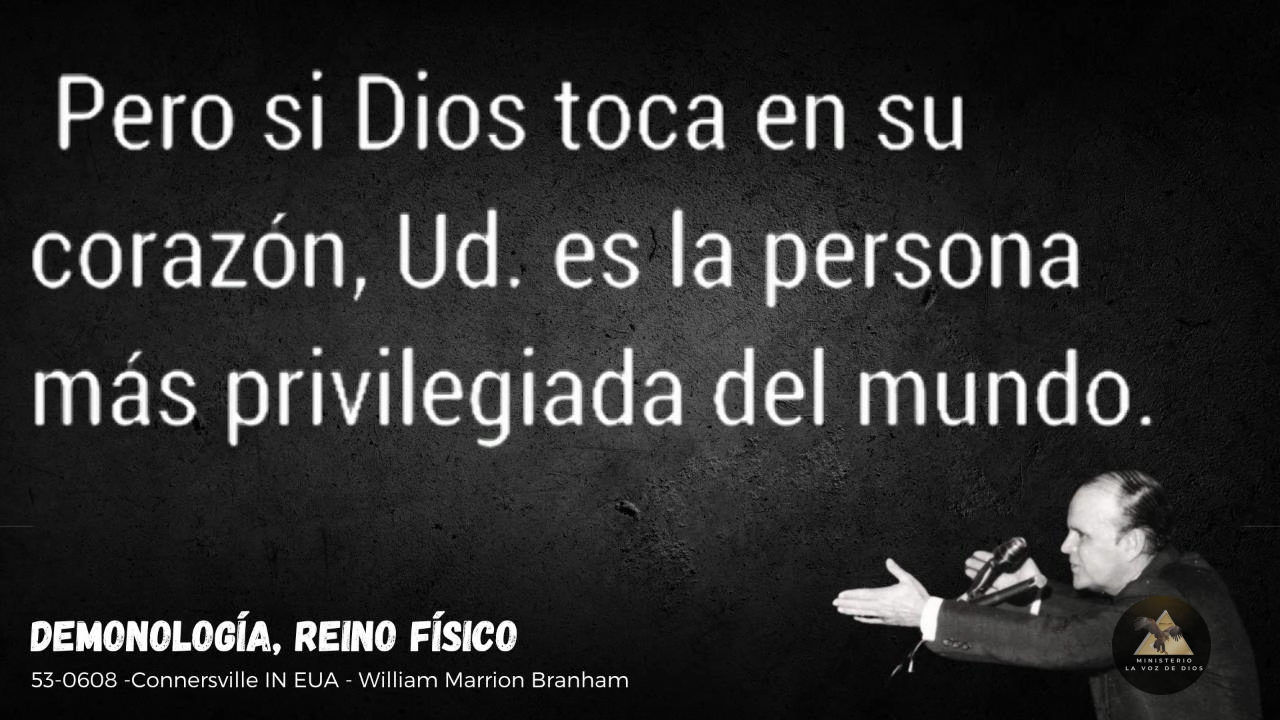 Pero si Dios toca en su
corazón, Ud. es la persona
más privilegiada del mundo.
DEMONOLOGÍA, REINO FÍSICO
53-0608 -Connersville IN EUA - William Marrion Branham
MINISTERIO
LA VOZ DE DIOS